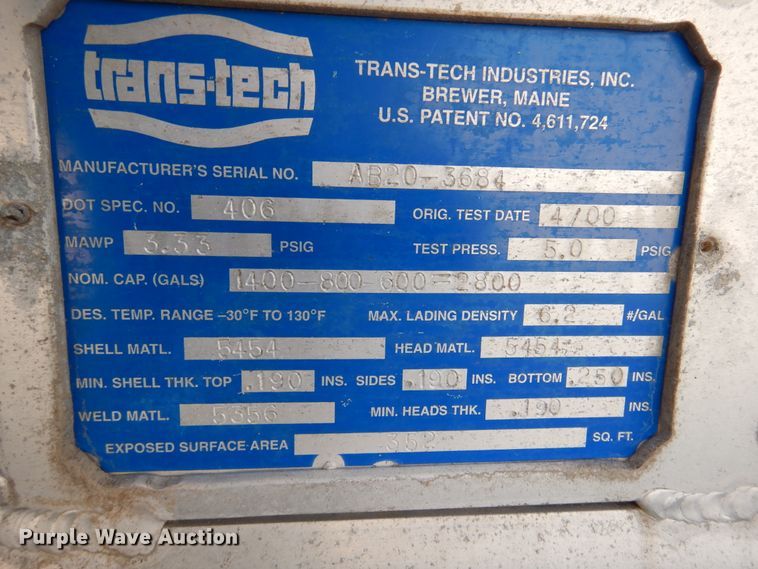 trans-tech
TRANS-TECH INDUSTRIES, INC.
BREWER, MAINE
U.S. PATENT NO. 4,611,724
MANUFACTURER'S SERIAL NO. AB20-3684
DOT SPEC. NO. 406 ORIG. TEST DATE 4/00
MAWP 3.33 PSIG TEST PRESS. 5.0 PSIG
NOM. CAP. (GALS) 1400-800-600=2800
DES. TEMP. RANGE -30°F TO 130°F MAX. LADING DENSITY 6.2 #/GAL
SHELL MATL. 5454 HEAD MATL. 5454
MIN. SHELL THK. TOP .190 INS. SIDES .190 INS. BOTTOM .250 INS.
WELD MATL. 5356 MIN. HEADS THK. .190 INS.
EXPOSED SURFACE AREA 352 SQ. FT.
Purple Wave Auction